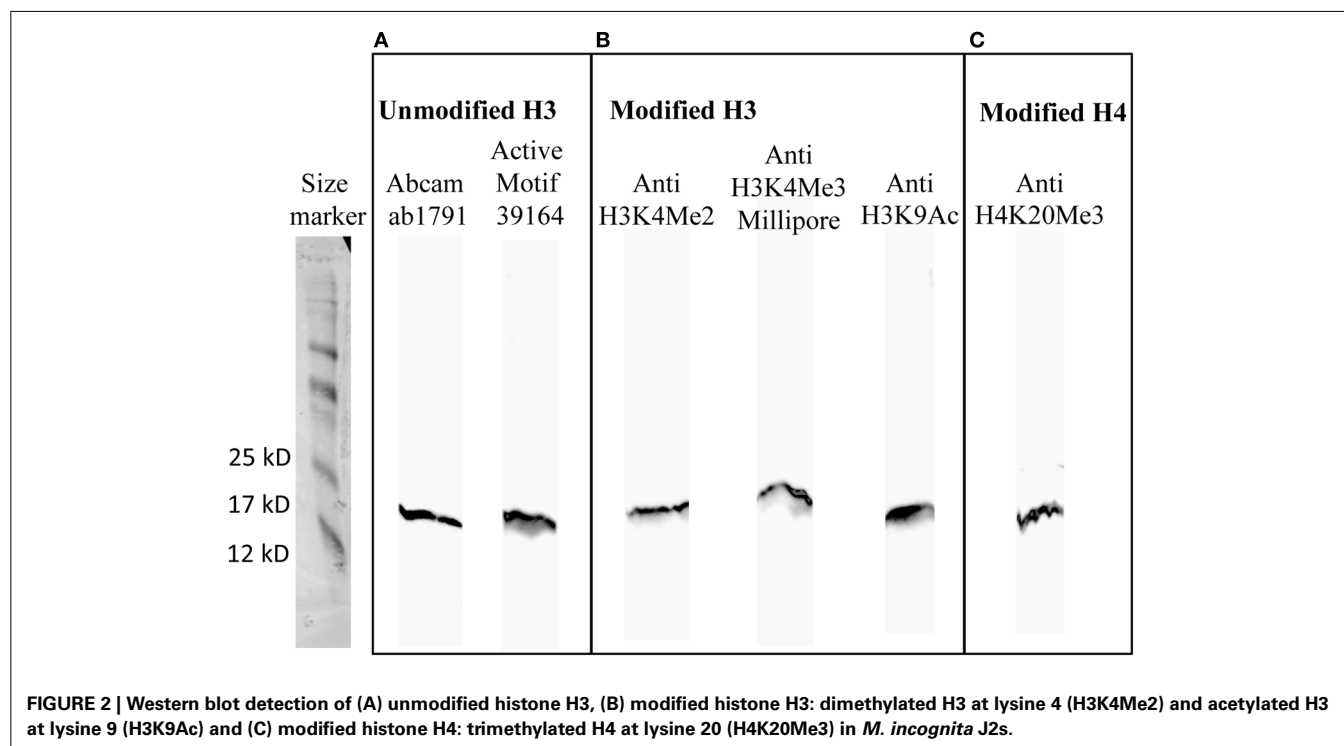 A
B
C
Unmodified H3
Modified H3
Modified H4
Size
marker
Abcam
ab1791
Active
Motif
39164
Anti
H3K4Me2
Anti
H3K4Me3
Millipore
Anti
H3K9Ac
Anti
H4K20Me3
25 kD
17 kD
12 kD
FIGURE 2 | Western blot detection of (A) unmodified histone H3, (B) modified histone H3: dimethylated H3 at lysine 4 (H3K4Me2) and acetylated H3
at lysine 9 (H3K9Ac) and (C) modified histone H4: trimethylated H4 at lysine 20 (H4K20Me3) in M. incognita J2s.